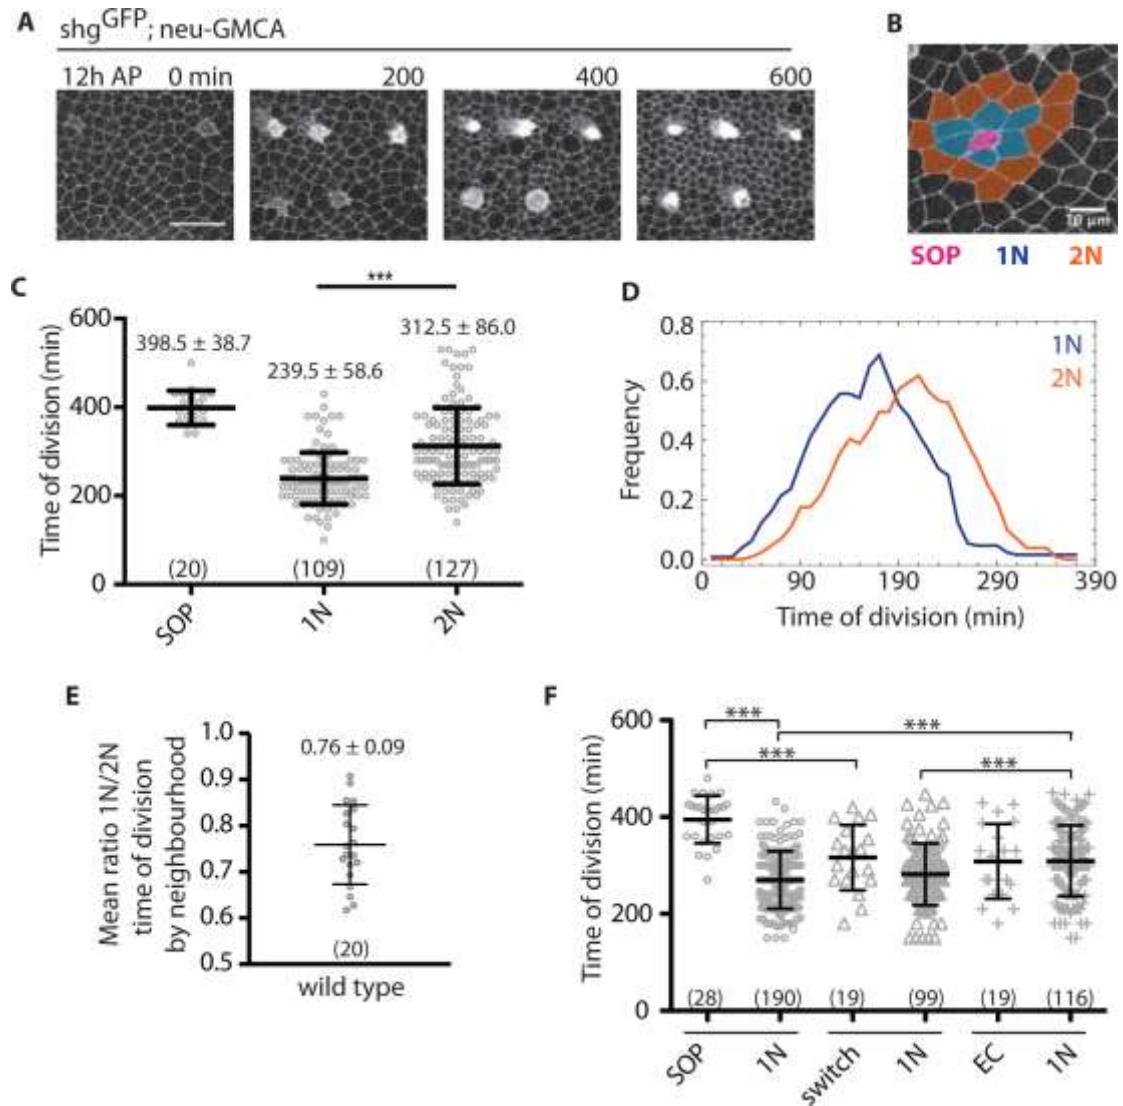 A
shg^GFP; neu-GMCA
12h AP 0 min 200 400 600
B
10 µm
SOP 1N 2N
C
***
Time of division (min)
600
400
200
0
398.5 ± 38.7
239.5 ± 58.6
312.5 ± 86.0
(20) (109) (127)
SOP 1N 2N
D
Frequency
0.8
0.6
0.4
0.2
0.0
1N
2N
0 90 190 290 390
Time of division (min)
E
Mean ratio 1N/2N
time of division
by neighbourhood
1.0
0.9
0.8
0.7
0.6
0.5
0.76 ± 0.09
(20)
wild type
F
Time of division (min)
600
400
200
0
*** ***
*** ***
(28) (190) (19) (99) (19) (116)
SOP 1N switch 1N EC 1N